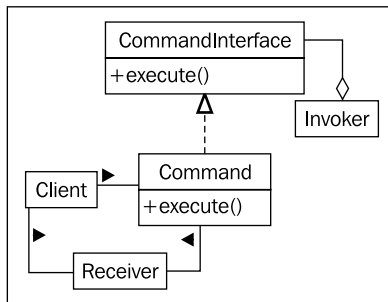 CommandInterface
+execute()
Invoker
Command
Client
+execute()
Receiver